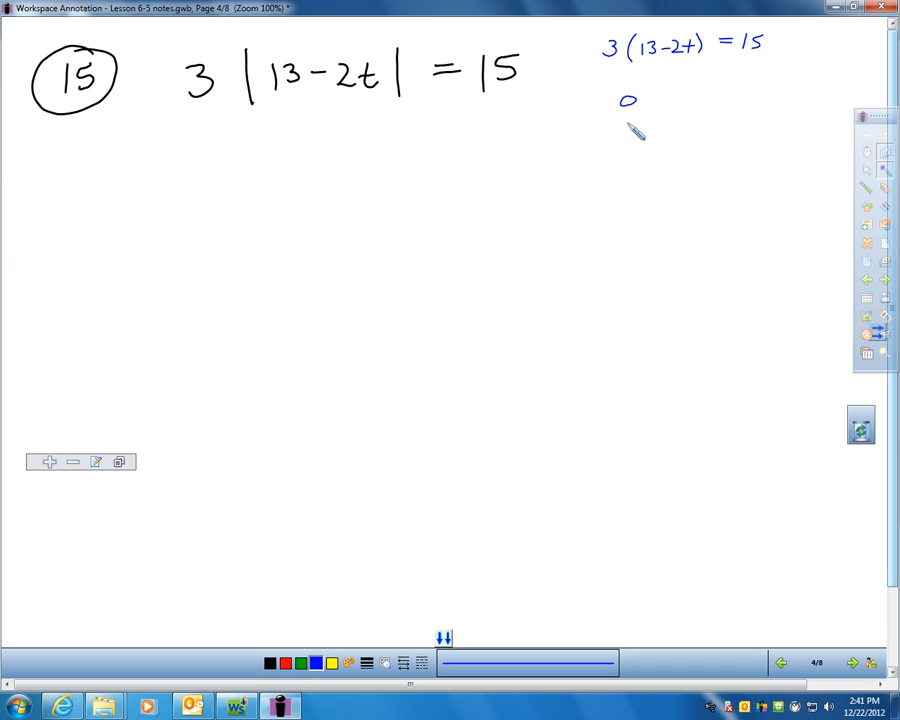 Workspace Annotation - Lesson 6-5 notes.gwb, Page 4/8 (Zoom 100%) *
15 3 |13-2t| = 15
3 (13-2t) = 15
0
4/8
2:41 PM
12/22/2012